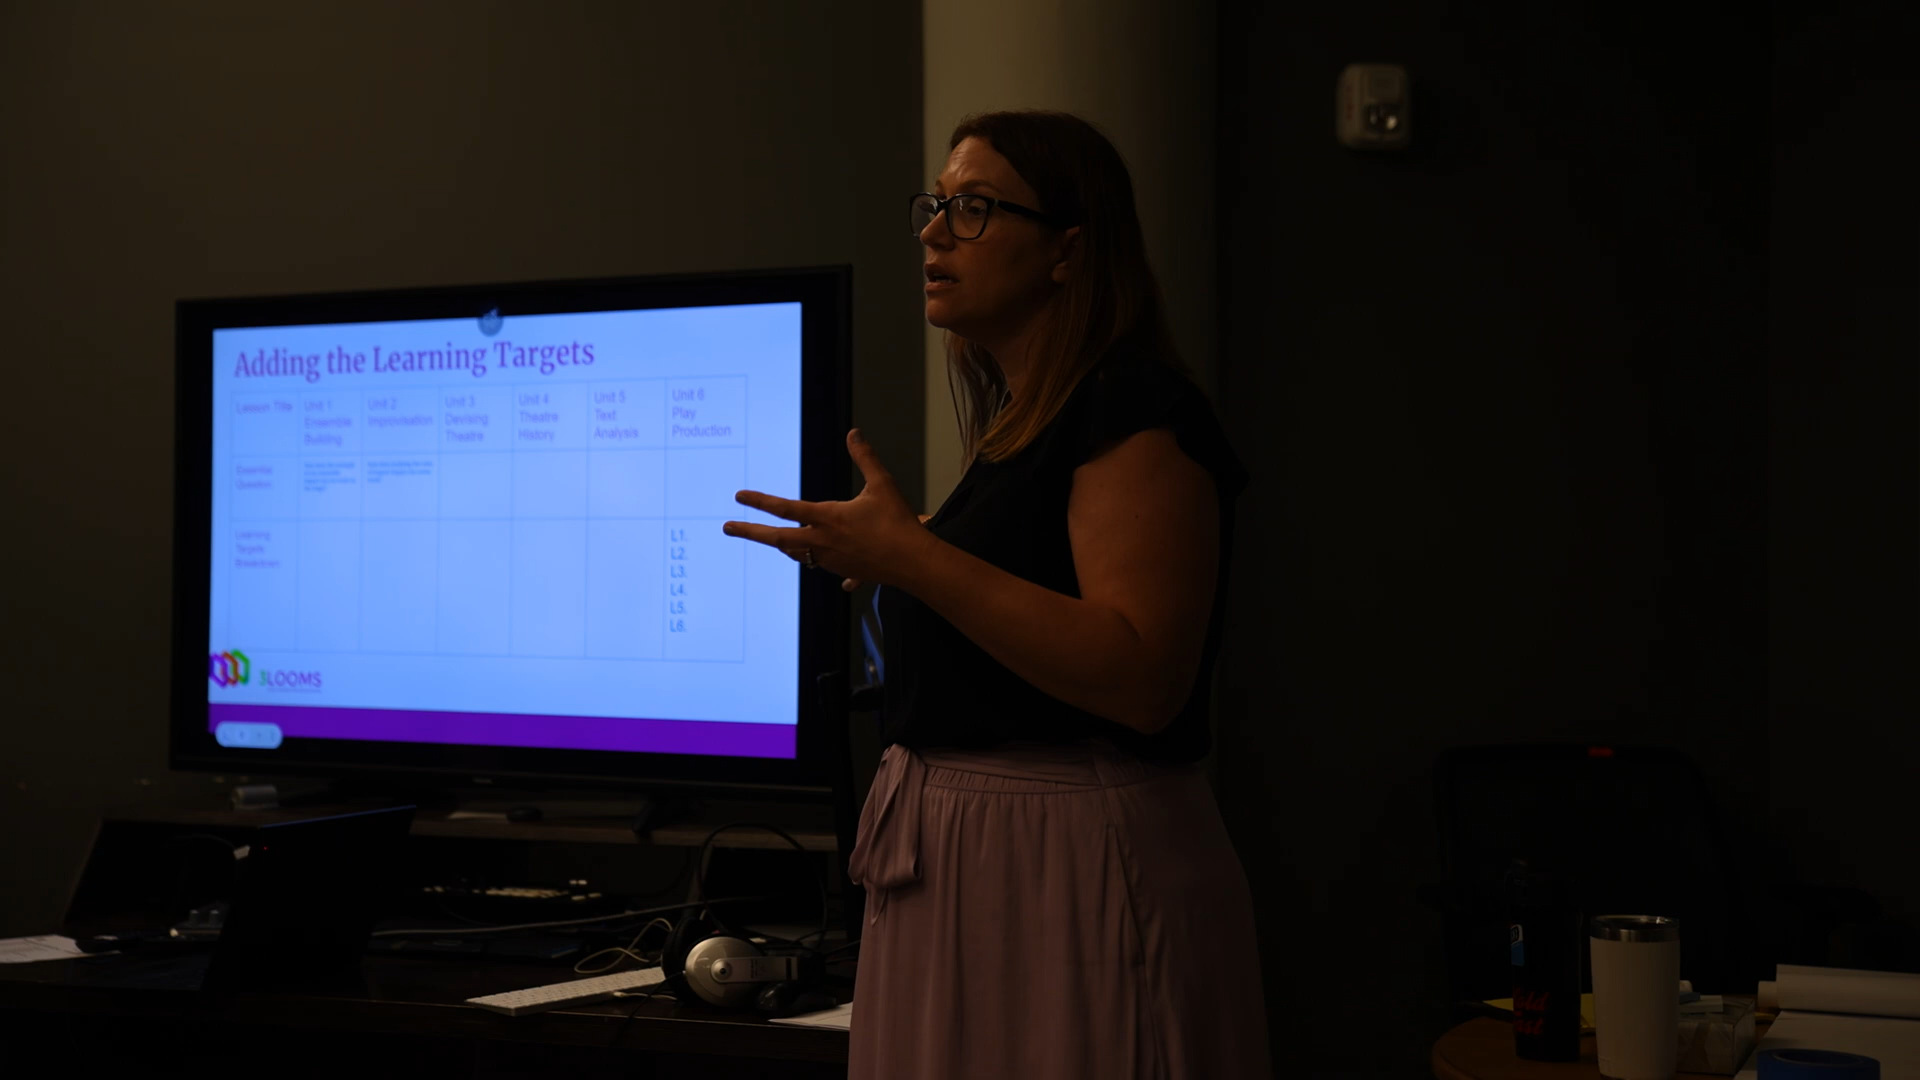 Adding the Learning Targets
Lesson Title
Unit 1
Ensemble
Building
Unit 2
Improvisation
Unit 3
Devising
Theatre
Unit 4
Theatre
History
Unit 5
Text
Analysis
Unit 6
Play
Production
Essential
Question
Learning
Targets
Breakdown
L1.
L2.
L3.
L4.
L5.
L6.
3LOOMS